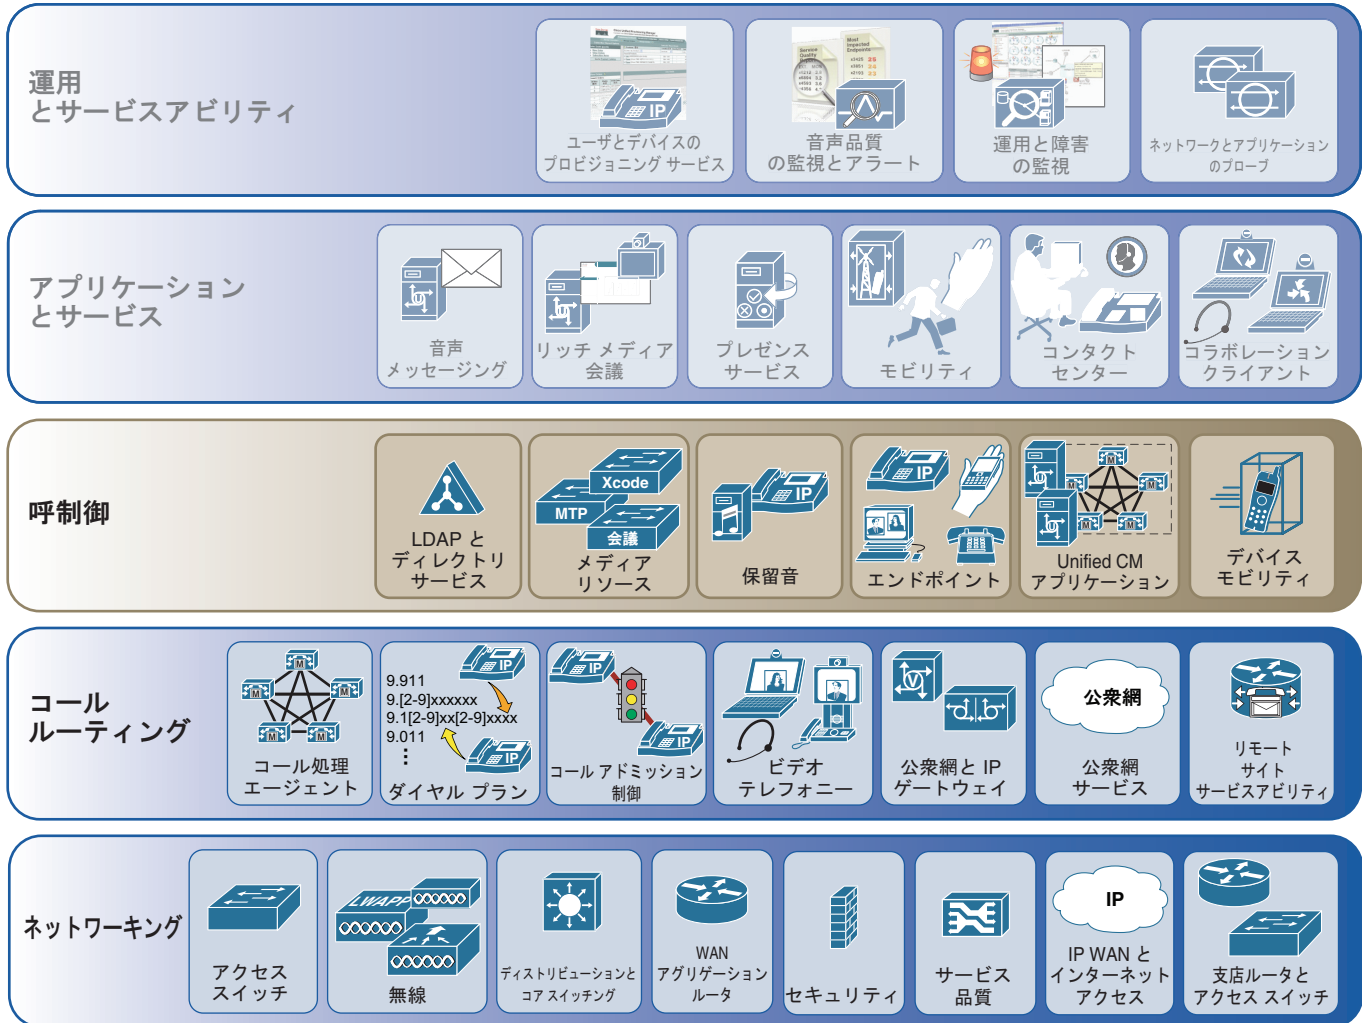 運用
とサービスアビリティ
IP
ユーザとデバイスの
プロビジョニング サービス
Service
Quality
Most
Impacted
Endpoints
音声品質
の監視とアラート
運用と障害
の監視
ネットワークとアプリケーション
のプローブ
アプリケーション
とサービス
音声
メッセージング
リッチ メディア
会議
プレゼンス
サービス
モビリティ
コンタクト
センター
コラボレーション
クライアント
呼制御
LDAP と
ディレクトリ
サービス
Xcode
MTP
会議
メディア
リソース
IP
保留音
IP
エンドポイント
M
M
M
M
M
Unified CM
アプリケーション
デバイス
モビリティ
コール
ルーティング
M
M
M
M
M
コール処理
エージェント
9.911
9.[2-9]xxxxxx
9.1[2-9]xx[2-9]xxxx
9.011
⋮
IP
IP
ダイヤル プラン
IP
IP
コール アドミッション
制御
ビデオ
テレフォニー
V
公衆網と IP
ゲートウェイ
公衆網
公衆網
サービス
リモート
サイト
サービスアビリティ
ネットワーキング
アクセス
スイッチ
LWAPP
無線
ディストリビューションと
コア スイッチング
WAN
アグリゲーション
ルータ
セキュリティ
サービス
品質
IP
IP WAN と
インターネット
アクセス
支店ルータと
アクセス スイッチ